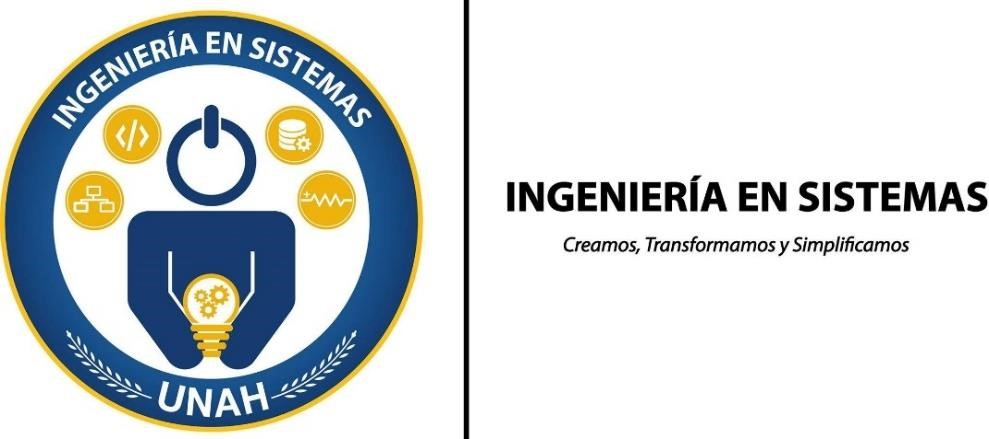 INGENIERÍA EN SISTEMAS
UNAH
INGENIERÍA EN SISTEMAS
Creamos, Transformamos y Simplificamos